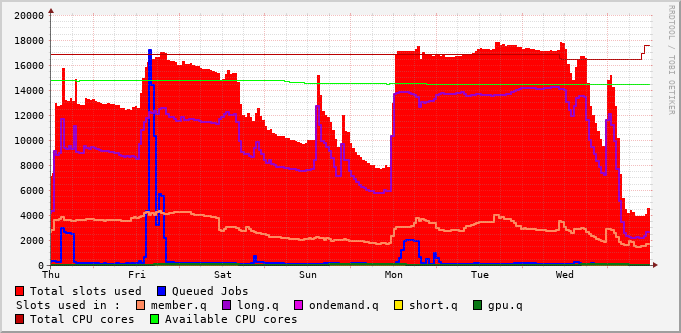 20000
18000
16000
14000
12000
10000
8000
6000
4000
2000
0
Thu Fri Sat Sun Mon Tue Wed
RRDTOOL / TOBI OETIKER
Total slots used Queued Jobs
Slots used in : member.q long.q ondemand.q short.q gpu.q
Total CPU cores Available CPU cores